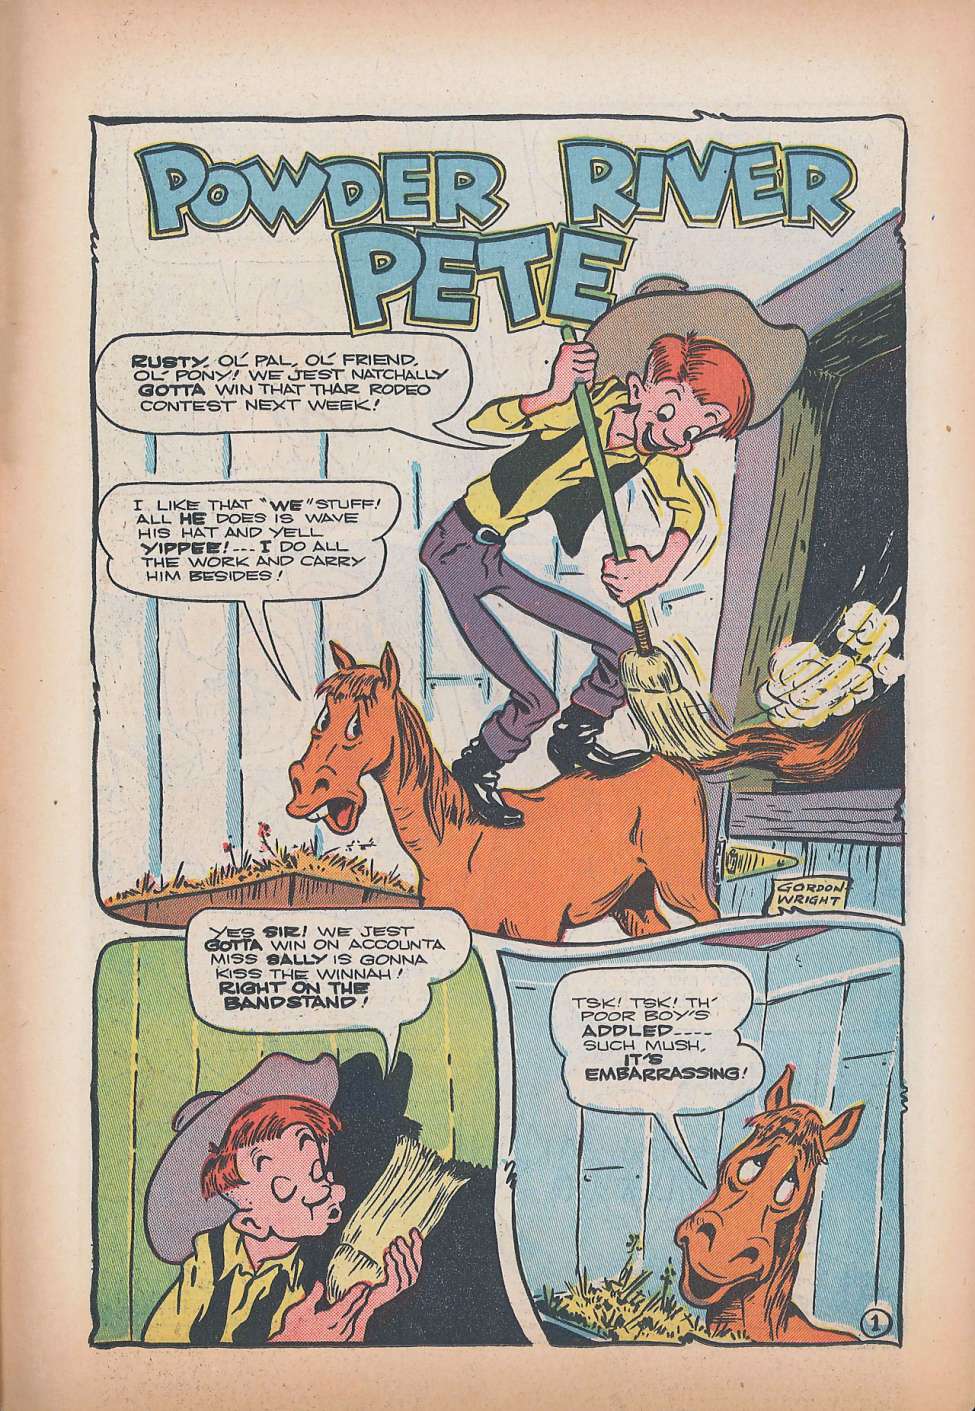 POWDER RIVER
PETE
RUSTY, OL' PAL, OL' FRIEND,
OL' PONY! WE JEST NATCHALLY
GOTTA WIN THAT THAR RODEO
CONTEST NEXT WEEK!
I LIKE THAT "WE" STUFF!
ALL HE DOES IS WAVE
HIS HAT AND YELL
YIPPEE! --- I DO ALL
THE WORK AND CARRY
HIM BESIDES!
GORDON-
WRIGHT
YES SIR! WE JEST
GOTTA WIN ON ACCOUNTA
MISS SALLY IS GONNA
KISS THE WINNAH!
RIGHT ON THE
BANDSTAND!
TSK! TSK! TH'
POOR BOY'S
ADDLED----
SUCH MUSH,
IT'S
EMBARRASSING!
1